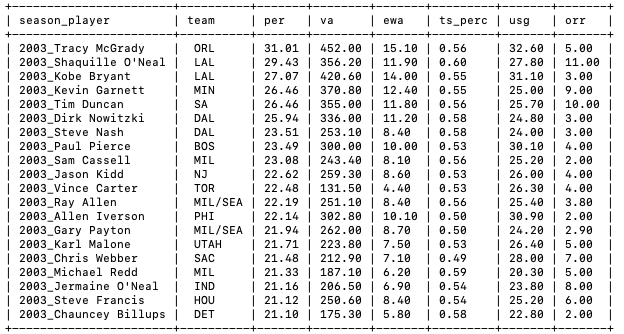 season_player | team | per | va | ewa | ts_perc | usg | orr
2003_Tracy McGrady | ORL | 31.01 | 452.00 | 15.10 | 0.56 | 32.60 | 5.00
2003_Shaquille O'Neal | LAL | 29.43 | 356.20 | 11.90 | 0.60 | 27.80 | 11.00
2003_Kobe Bryant | LAL | 27.07 | 420.60 | 14.00 | 0.55 | 31.10 | 3.00
2003_Kevin Garnett | MIN | 26.46 | 370.80 | 12.40 | 0.55 | 25.00 | 9.00
2003_Tim Duncan | SA | 26.46 | 355.00 | 11.80 | 0.56 | 25.70 | 10.00
2003_Dirk Nowitzki | DAL | 25.94 | 336.00 | 11.20 | 0.58 | 24.80 | 3.00
2003_Steve Nash | DAL | 23.51 | 253.10 | 8.40 | 0.58 | 24.00 | 3.00
2003_Paul Pierce | BOS | 23.49 | 300.00 | 10.00 | 0.53 | 30.10 | 4.00
2003_Sam Cassell | MIL | 23.08 | 243.40 | 8.10 | 0.56 | 25.20 | 2.00
2003_Jason Kidd | NJ | 22.62 | 259.30 | 8.60 | 0.53 | 26.00 | 4.00
2003_Vince Carter | TOR | 22.48 | 131.50 | 4.40 | 0.53 | 26.30 | 4.00
2003_Ray Allen | MIL/SEA | 22.19 | 251.10 | 8.40 | 0.56 | 25.40 | 3.80
2003_Allen Iverson | PHI | 22.14 | 302.80 | 10.10 | 0.50 | 30.90 | 2.00
2003_Gary Payton | MIL/SEA | 21.94 | 262.00 | 8.70 | 0.50 | 24.20 | 2.90
2003_Karl Malone | UTAH | 21.71 | 223.80 | 7.50 | 0.53 | 26.40 | 5.00
2003_Chris Webber | SAC | 21.48 | 212.90 | 7.10 | 0.49 | 28.00 | 7.00
2003_Michael Redd | MIL | 21.33 | 187.10 | 6.20 | 0.59 | 20.30 | 5.00
2003_Jermaine O'Neal | IND | 21.16 | 206.50 | 6.90 | 0.54 | 23.80 | 8.00
2003_Steve Francis | HOU | 21.12 | 250.60 | 8.40 | 0.54 | 25.20 | 6.00
2003_Chauncey Billups | DET | 21.10 | 175.30 | 5.80 | 0.58 | 22.80 | 2.00